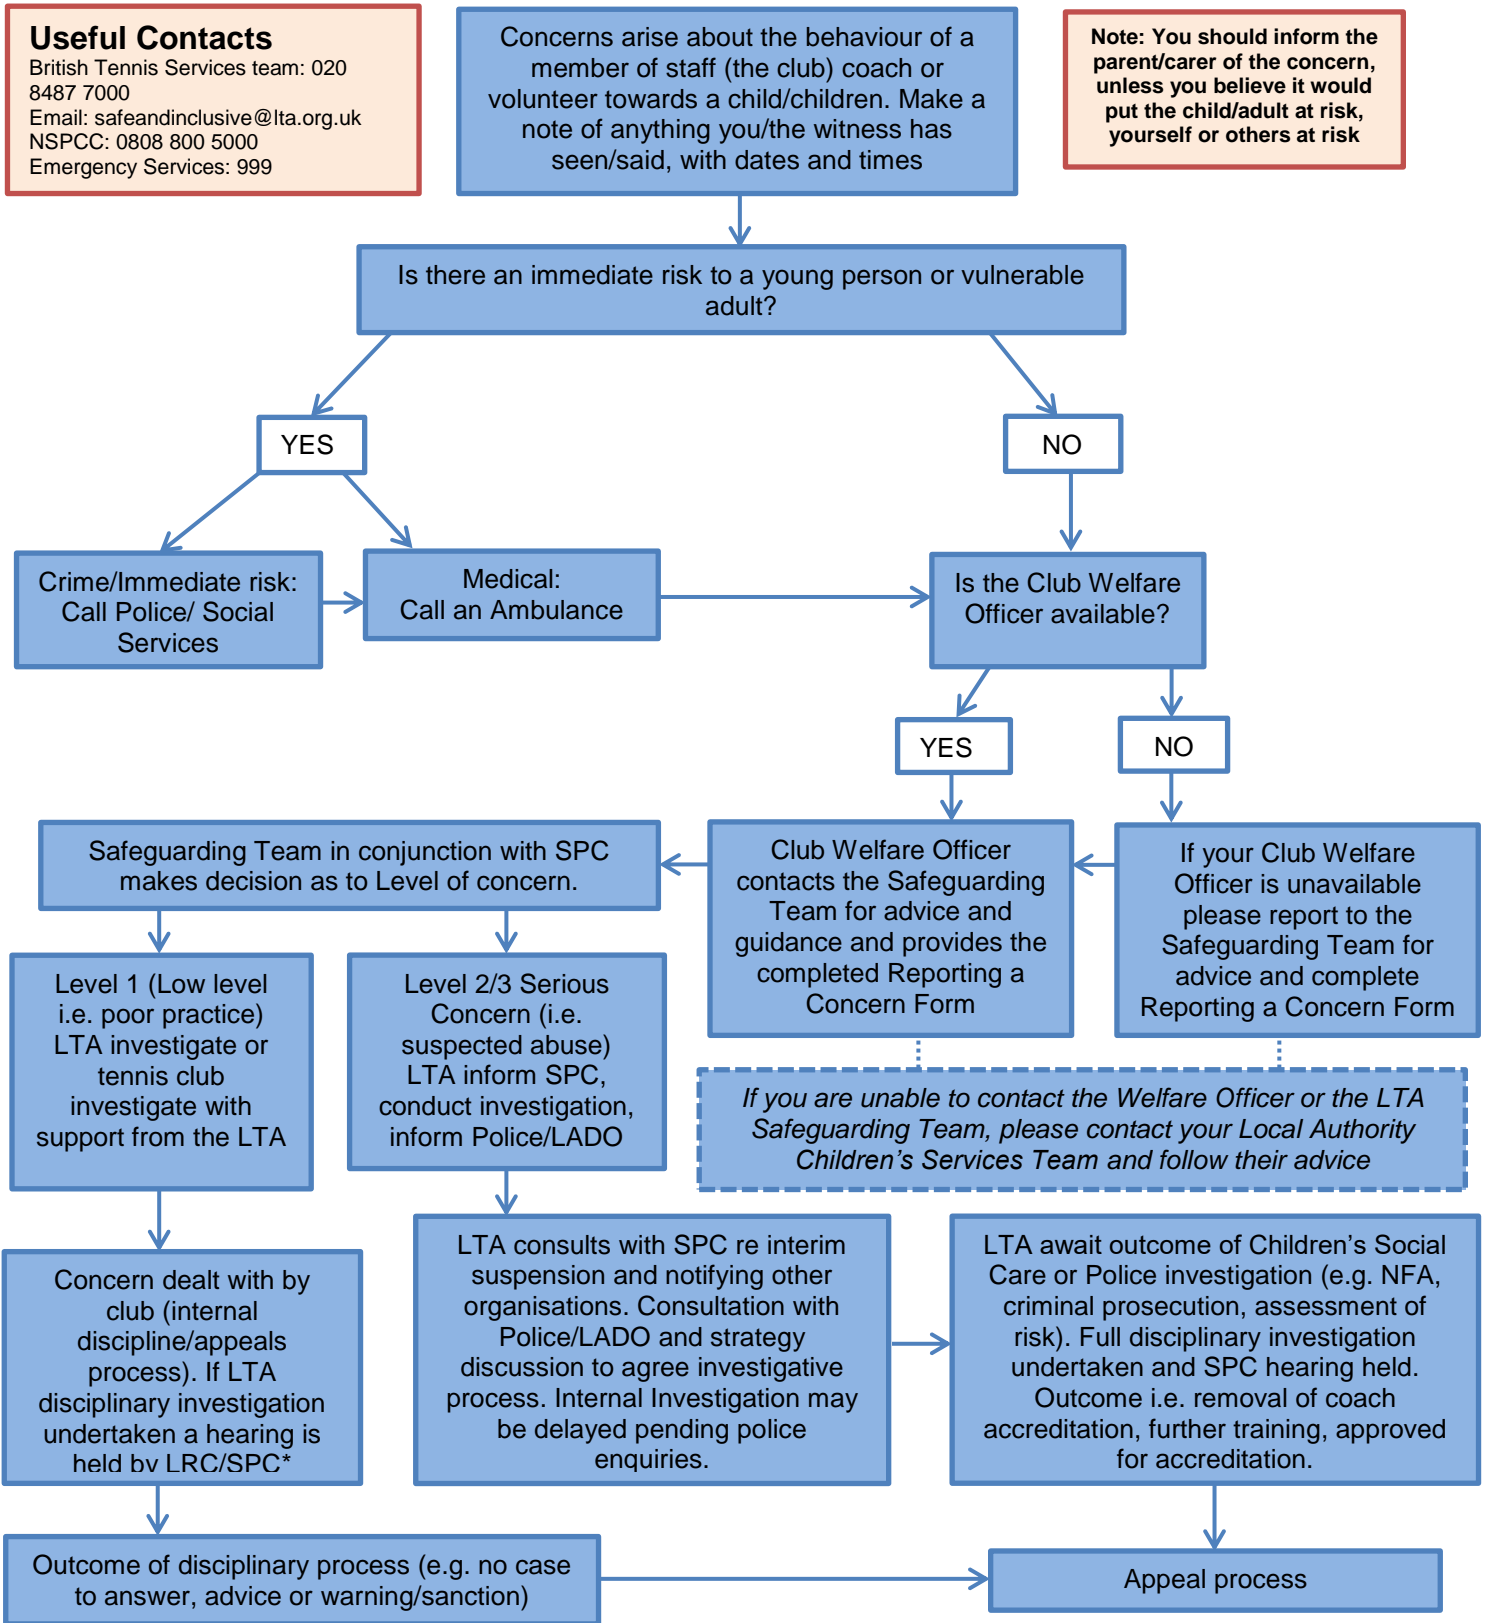 Useful Contacts
British Tennis Services team: 020
8487 7000
Email: safeandinclusive@lta.org.uk
NSPCC: 0808 800 5000
Emergency Services: 999
Concerns arise about the behaviour of a
member of staff (the club) coach or
volunteer towards a child/children. Make a
note of anything you/the witness has
seen/said, with dates and times
Note: You should inform the
parent/carer of the concern,
unless you believe it would
put the child/adult at risk,
yourself or others at risk
Is there an immediate risk to a young person or vulnerable
adult?
YES
NO
Crime/Immediate risk:
Call Police/ Social
Services
Medical:
Call an Ambulance
Is the Club Welfare
Officer available?
YES
NO
Safeguarding Team in conjunction with SPC
makes decision as to Level of concern.
Club Welfare Officer
contacts the Safeguarding
Team for advice and
guidance and provides the
completed Reporting a
Concern Form
If your Club Welfare
Officer is unavailable
please report to the
Safeguarding Team for
advice and complete
Reporting a Concern Form
Level 1 (Low level
i.e. poor practice)
LTA investigate or
tennis club
investigate with
support from the LTA
Level 2/3 Serious
Concern (i.e.
suspected abuse)
LTA inform SPC,
conduct investigation,
inform Police/LADO
If you are unable to contact the Welfare Officer or the LTA
Safeguarding Team, please contact your Local Authority
Children's Services Team and follow their advice
Concern dealt with by
club (internal
discipline/appeals
process). If LTA
disciplinary investigation
undertaken a hearing is
held by LRC/SPC*
LTA consults with SPC re interim
suspension and notifying other
organisations. Consultation with
Police/LADO and strategy
discussion to agree investigative
process. Internal Investigation may
be delayed pending police
enquiries.
LTA await outcome of Children's Social
Care or Police investigation (e.g. NFA,
criminal prosecution, assessment of
risk). Full disciplinary investigation
undertaken and SPC hearing held.
Outcome i.e. removal of coach
accreditation, further training, approved
for accreditation.
Outcome of disciplinary process (e.g. no case
to answer, advice or warning/sanction)
Appeal process